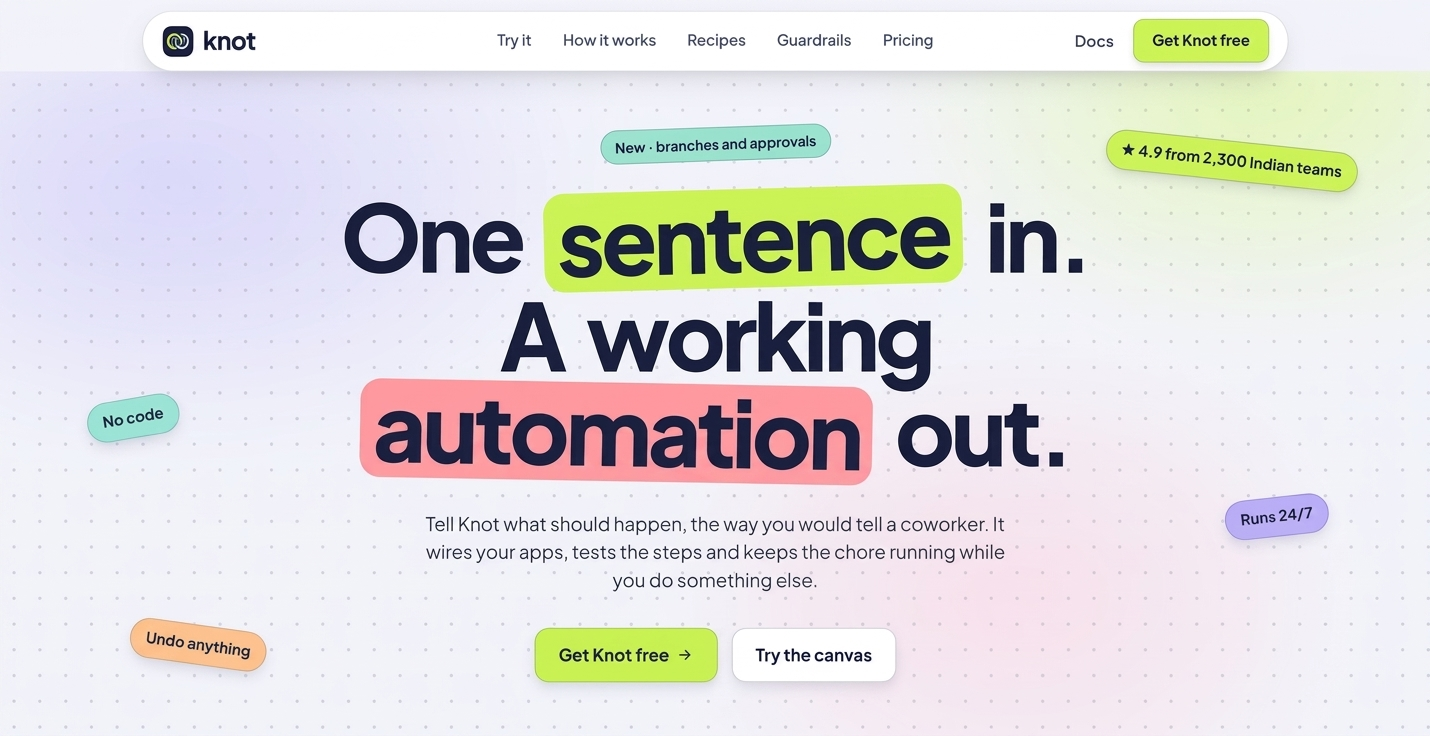 knot
Try it
How it works
Recipes
Guardrails
Pricing
Docs
Get Knot free
New · branches and approvals
★ 4.9 from 2,300 Indian teams
One sentence in.
A working
automation out.
No code
Runs 24/7
Tell Knot what should happen, the way you would tell a coworker. It
wires your apps, tests the steps and keeps the chore running while
you do something else.
Undo anything
Get Knot free →
Try the canvas